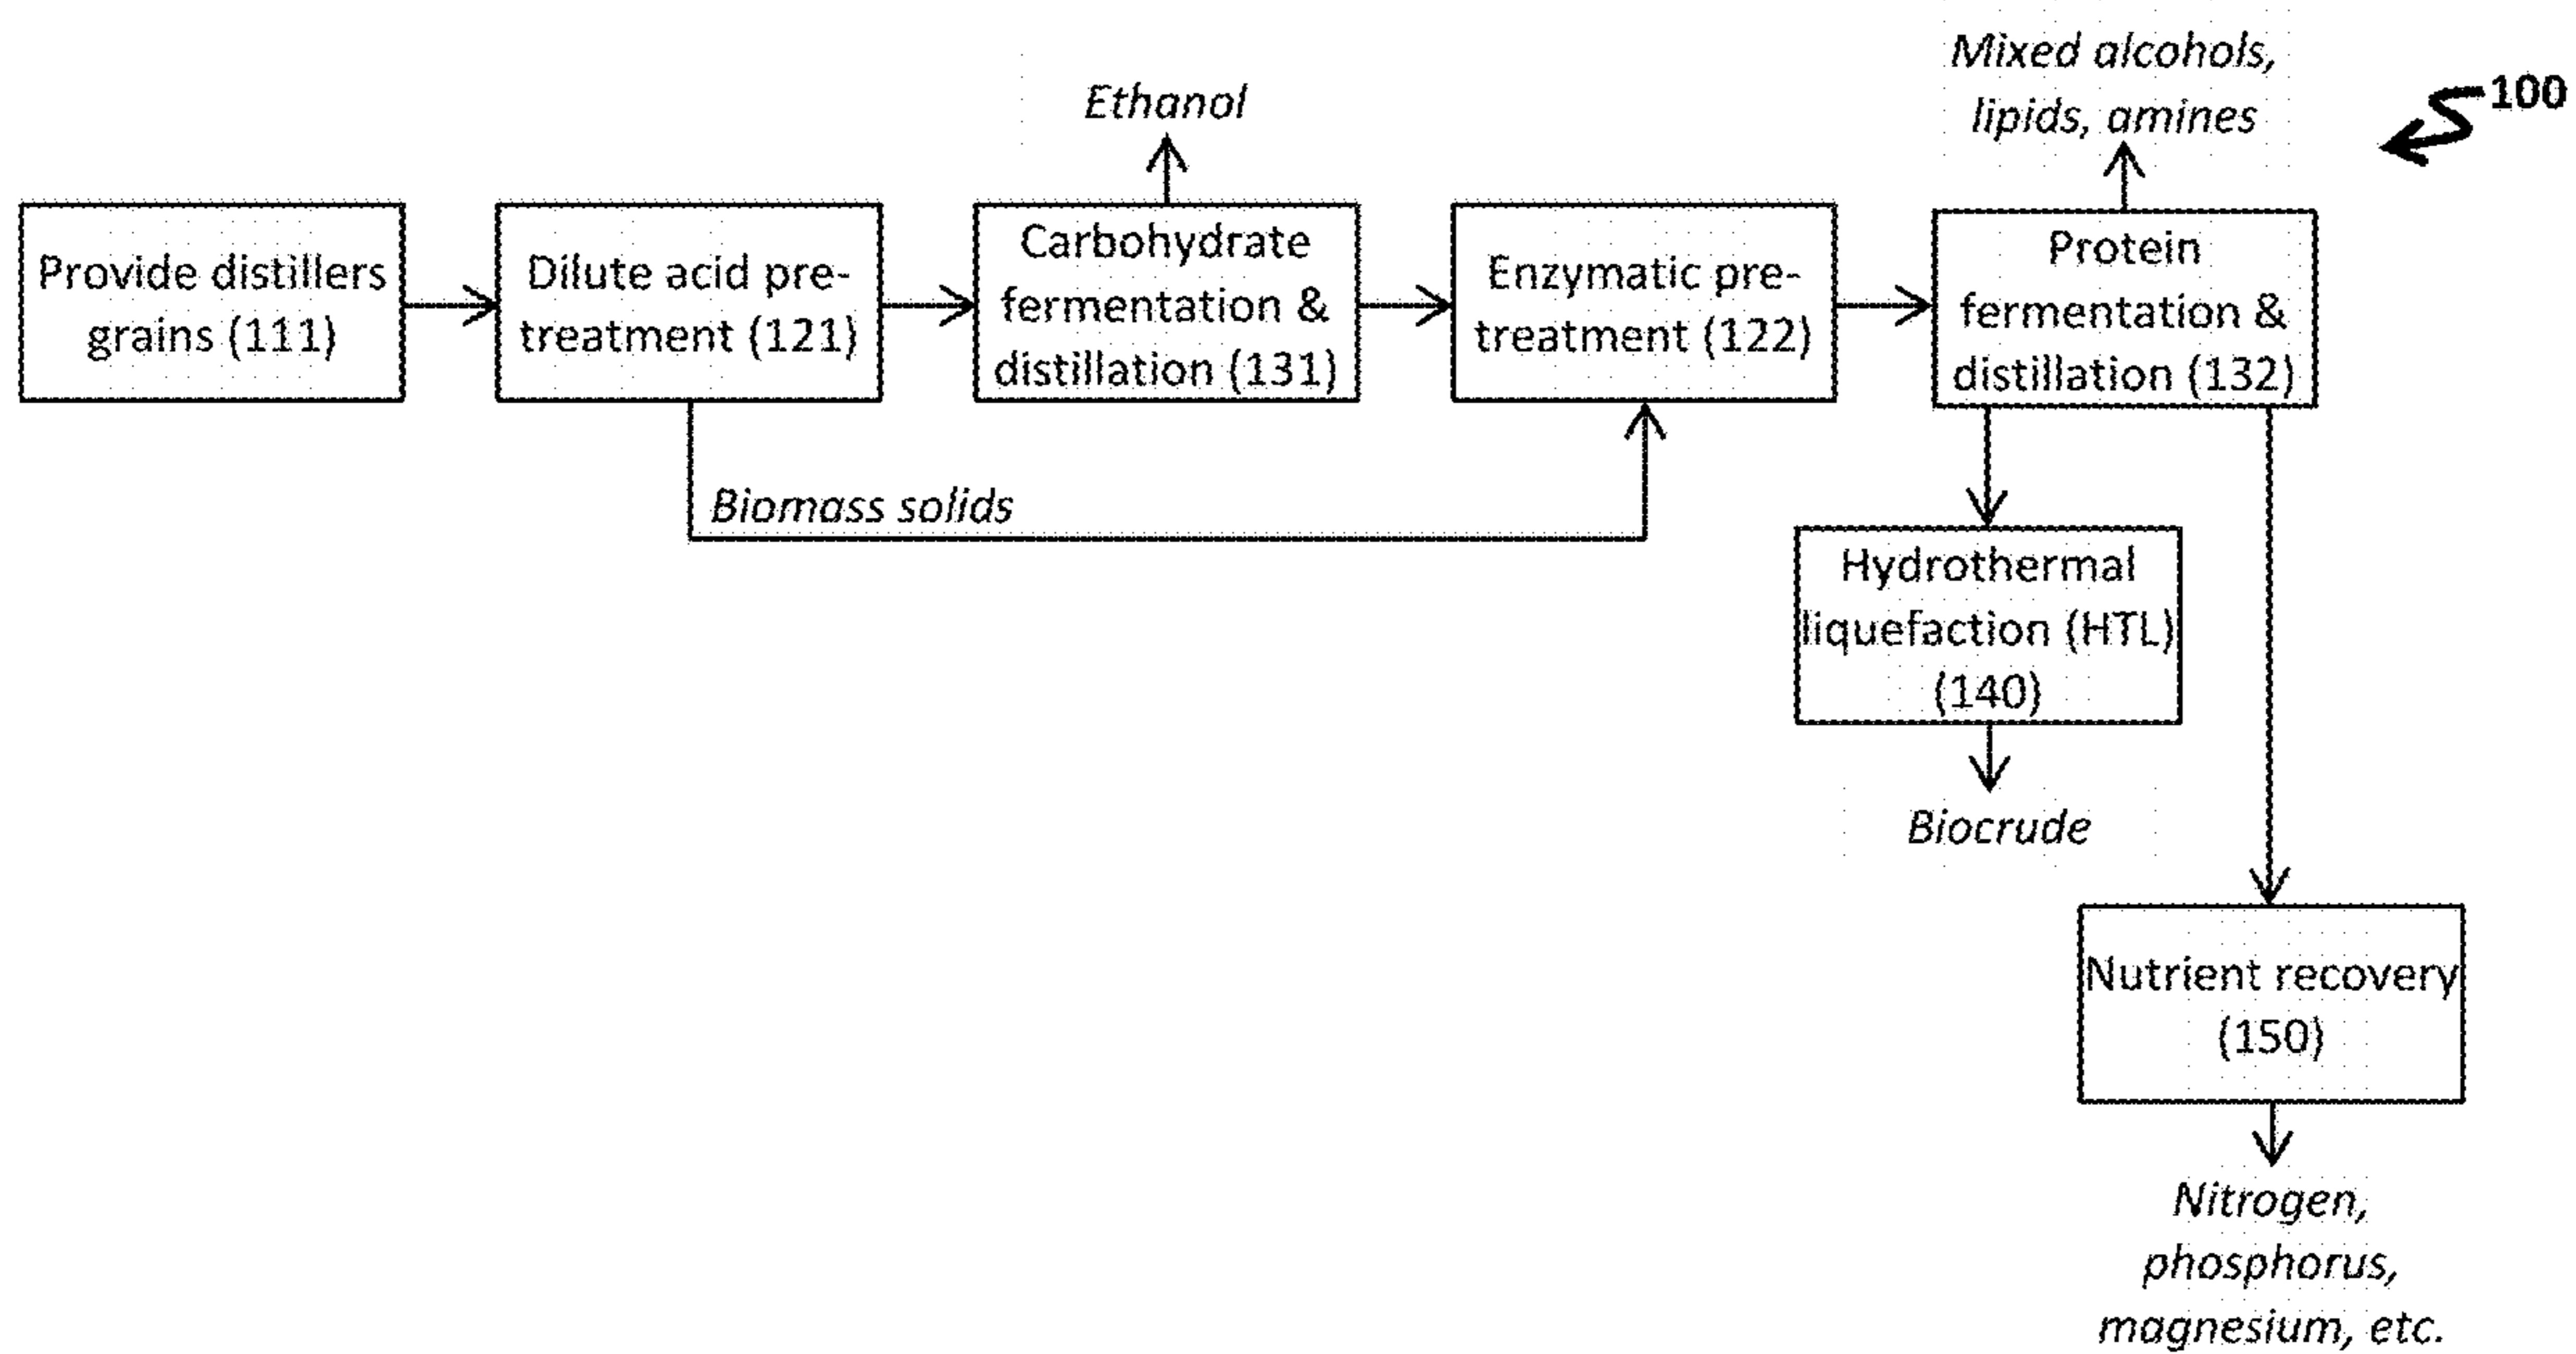 Mixed alcohols,
lipids, amines
100
Ethanol
Provide distillers
grains (111)
Dilute acid pre-
treatment (121)
Carbohydrate
fermentation &
distillation (131)
Enzymatic pre-
treatment (122)
Protein
fermentation &
distillation (132)
Biomass solids
Hydrothermal
liquefaction (HTL)
(140)
Biocrude
Nutrient recovery
(150)
Nitrogen,
phosphorus,
magnesium, etc.